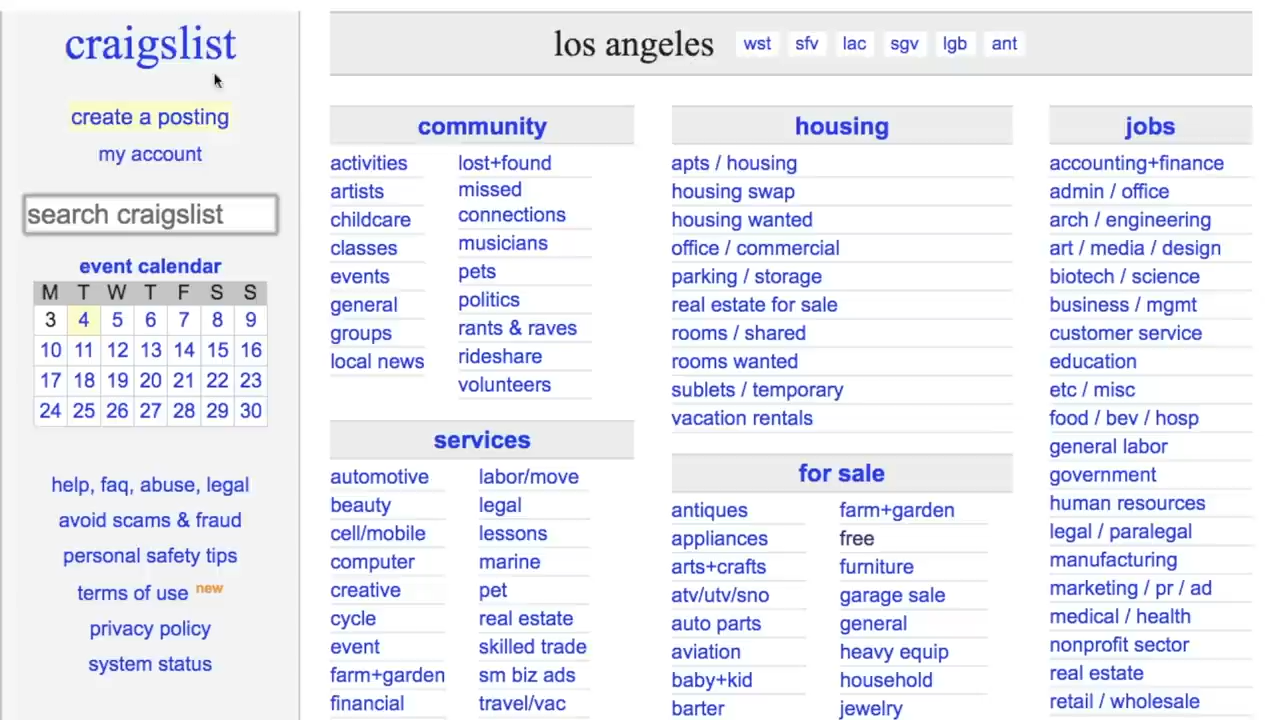 craigslist
create a posting
my account
search craigslist
event calendar
M T W T F S S
3 4 5 6 7 8 9
10 11 12 13 14 15 16
17 18 19 20 21 22 23
24 25 26 27 28 29 30
help, faq, abuse, legal
avoid scams & fraud
personal safety tips
terms of use new
privacy policy
system status
los angeles wst sfv lac sgv lgb ant
community
activities
artists
childcare
classes
events
general
groups
local news
lost+found
missed
connections
musicians
pets
politics
rants & raves
rideshare
volunteers
services
automotive
beauty
cell/mobile
computer
creative
cycle
event
farm+garden
financial
labor/move
legal
lessons
marine
pet
real estate
skilled trade
sm biz ads
travel/vac
housing
apts / housing
housing swap
housing wanted
office / commercial
parking / storage
real estate for sale
rooms / shared
rooms wanted
sublets / temporary
vacation rentals
for sale
antiques
appliances
arts+crafts
atv/utv/sno
auto parts
aviation
baby+kid
barter
farm+garden
free
furniture
garage sale
general
heavy equip
household
jewelry
jobs
accounting+finance
admin / office
arch / engineering
art / media / design
biotech / science
business / mgmt
customer service
education
etc / misc
food / bev / hosp
general labor
government
human resources
legal / paralegal
manufacturing
marketing / pr / ad
medical / health
nonprofit sector
real estate
retail / wholesale